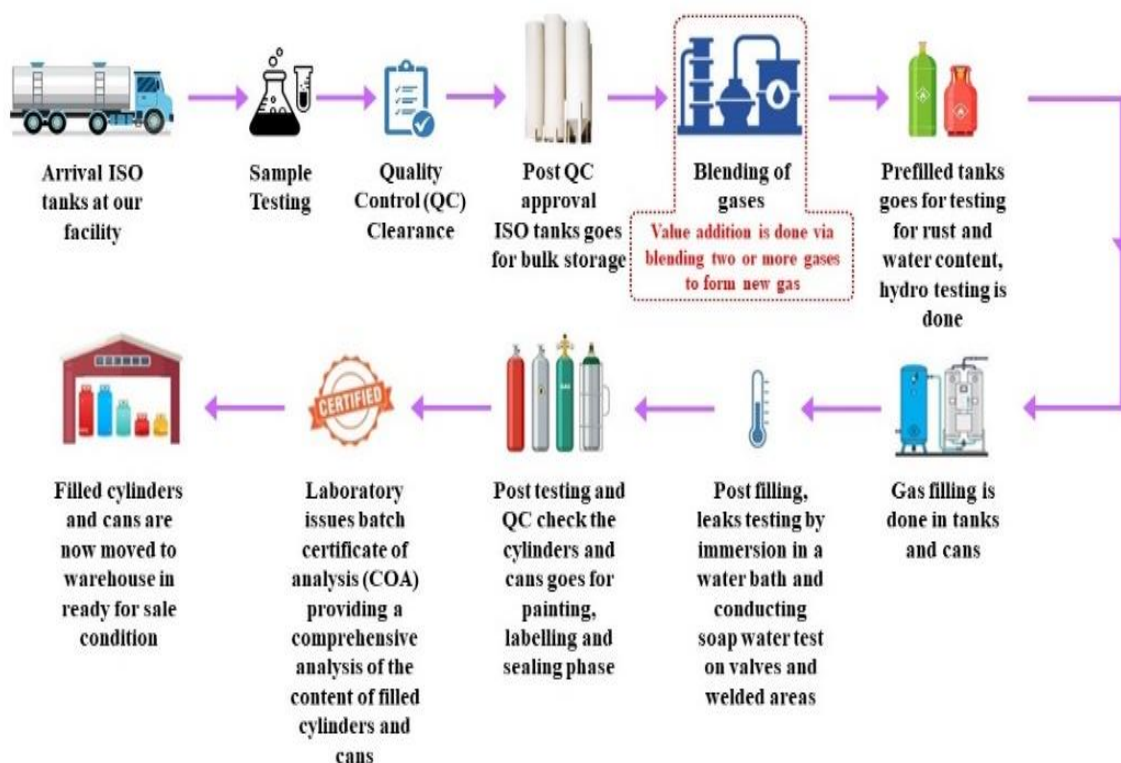 Arrival ISO
tanks at our
facility
Sample
Testing
Quality
Control (QC)
Clearance
Post QC
approval
ISO tanks goes
for bulk storage
Blending of
gases
Value addition is done via
blending two or more gases
to form new gas
Prefilled tanks
goes for testing
for rust and
water content,
hydro testing is
done
Gas filling is
done in tanks
and cans
Post filling,
leaks testing by
immersion in a
water bath and
conducting
soap water test
on valves and
welded areas
GAS
Post testing and
QC check the
cylinders and
cans goes for
painting,
labelling and
sealing phase
CERTIFIED
Laboratory
issues batch
certificate of
analysis (COA)
providing a
comprehensive
analysis of the
content of filled
cylinders and
cans
Filled cylinders
and cans are
now moved to
warehouse in
ready for sale
condition